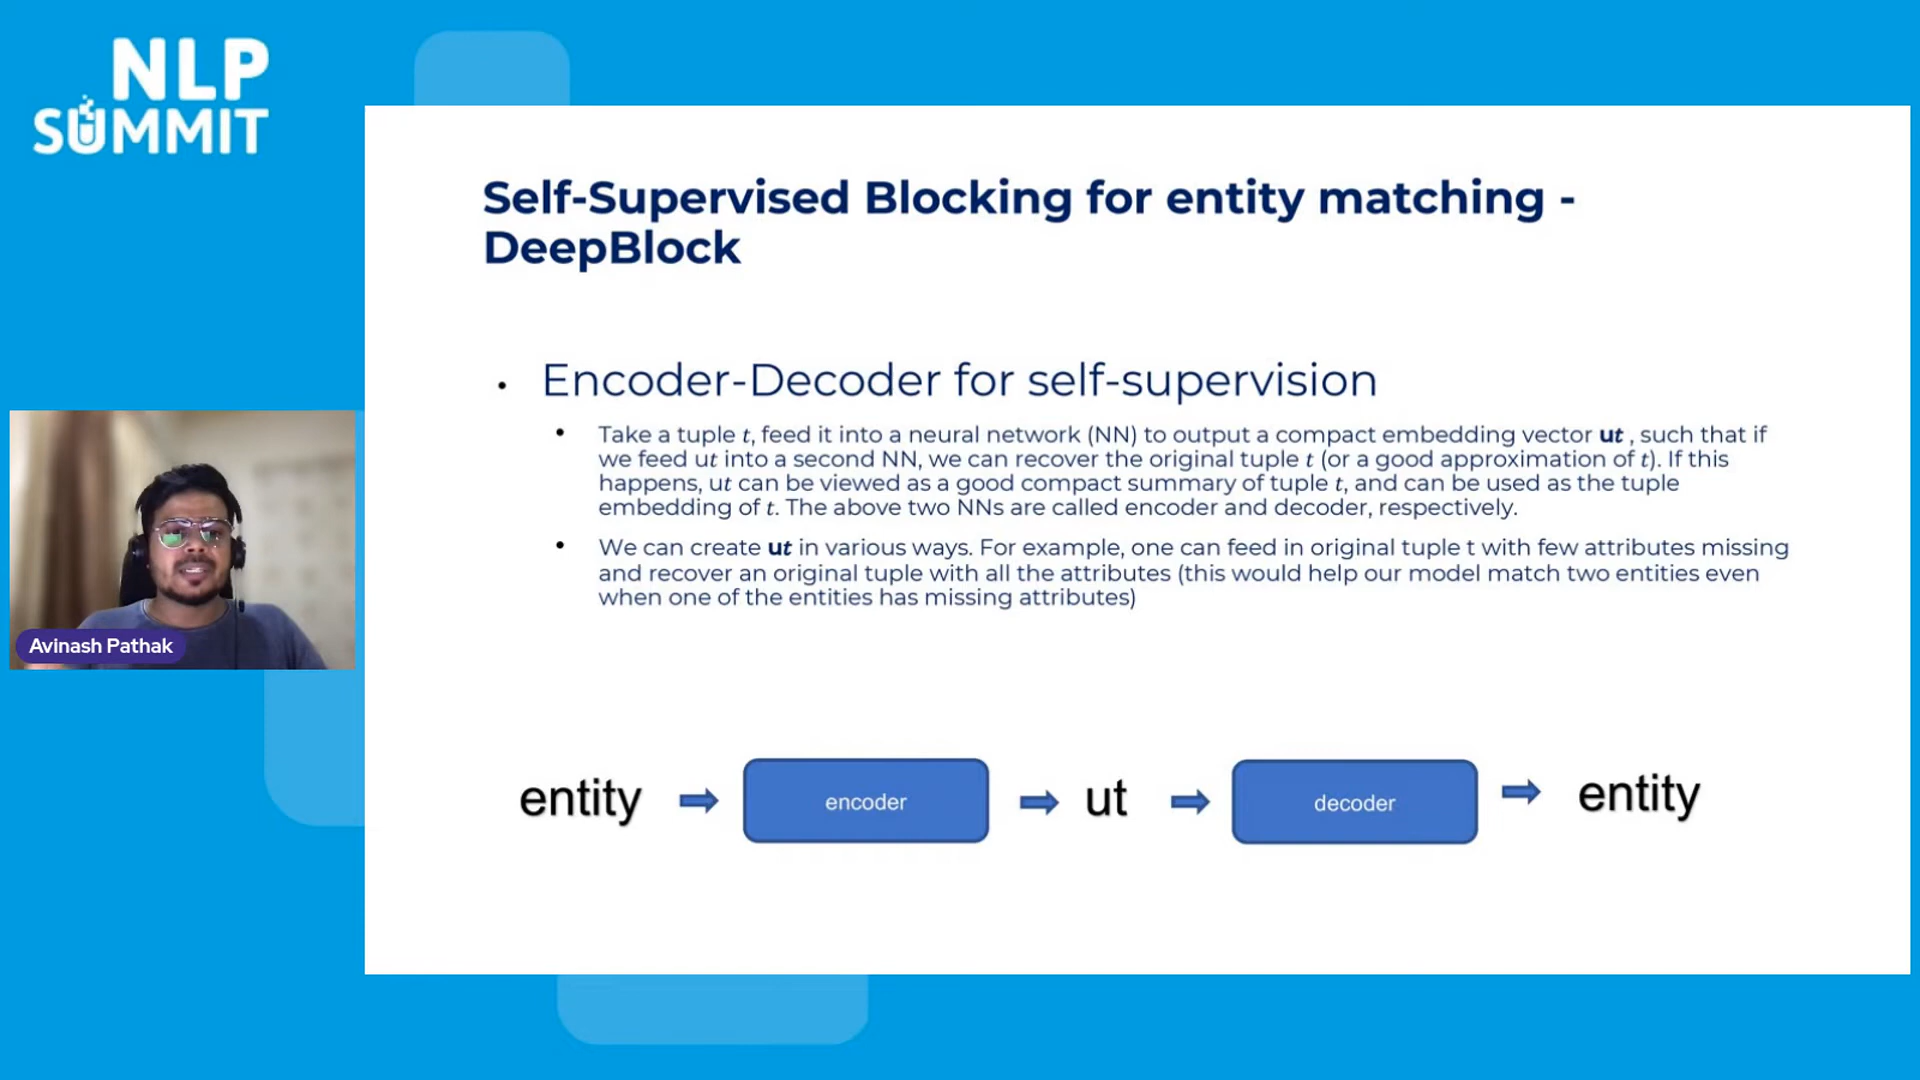 NLP
SUMMIT
Self-Supervised Blocking for entity matching -
DeepBlock
• Encoder-Decoder for self-supervision
• Take a tuple t, feed it into a neural network (NN) to output a compact embedding vector ut , such that if
we feed ut into a second NN, we can recover the original tuple t (or a good approximation of t). If this
happens, ut can be viewed as a good compact summary of tuple t, and can be used as the tuple
embedding of t. The above two NNs are called encoder and decoder, respectively.
• We can create ut in various ways. For example, one can feed in original tuple t with few attributes missing
and recover an original tuple with all the attributes (this would help our model match two entities even
when one of the entities has missing attributes)
Avinash Pathak
entity encoder ut decoder entity